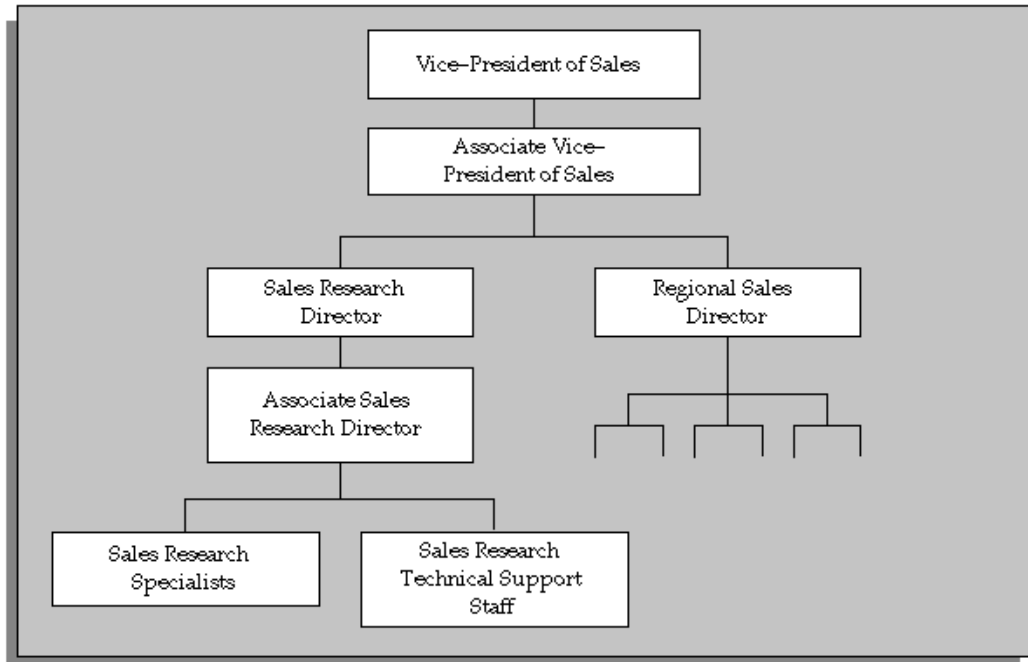 Vice–President of Sales
Associate Vice–
President of Sales
Sales Research
Director
Regional Sales
Director
Associate Sales
Research Director
Sales Research
Specialists
Sales Research
Technical Support
Staff